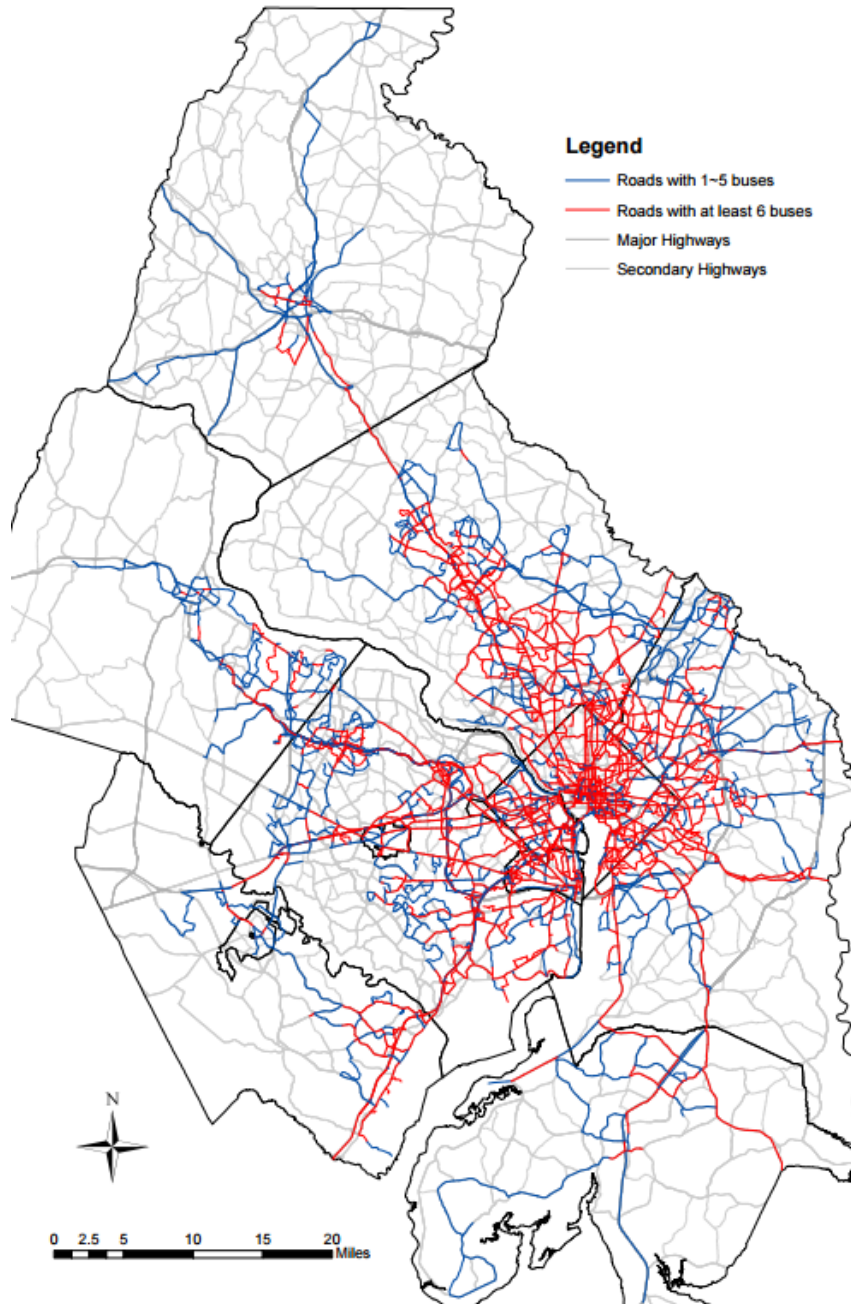 Legend
Roads with 1~5 buses
Roads with at least 6 buses
Major Highways
Secondary Highways
N
0 2.5 5 10 15 20
Miles